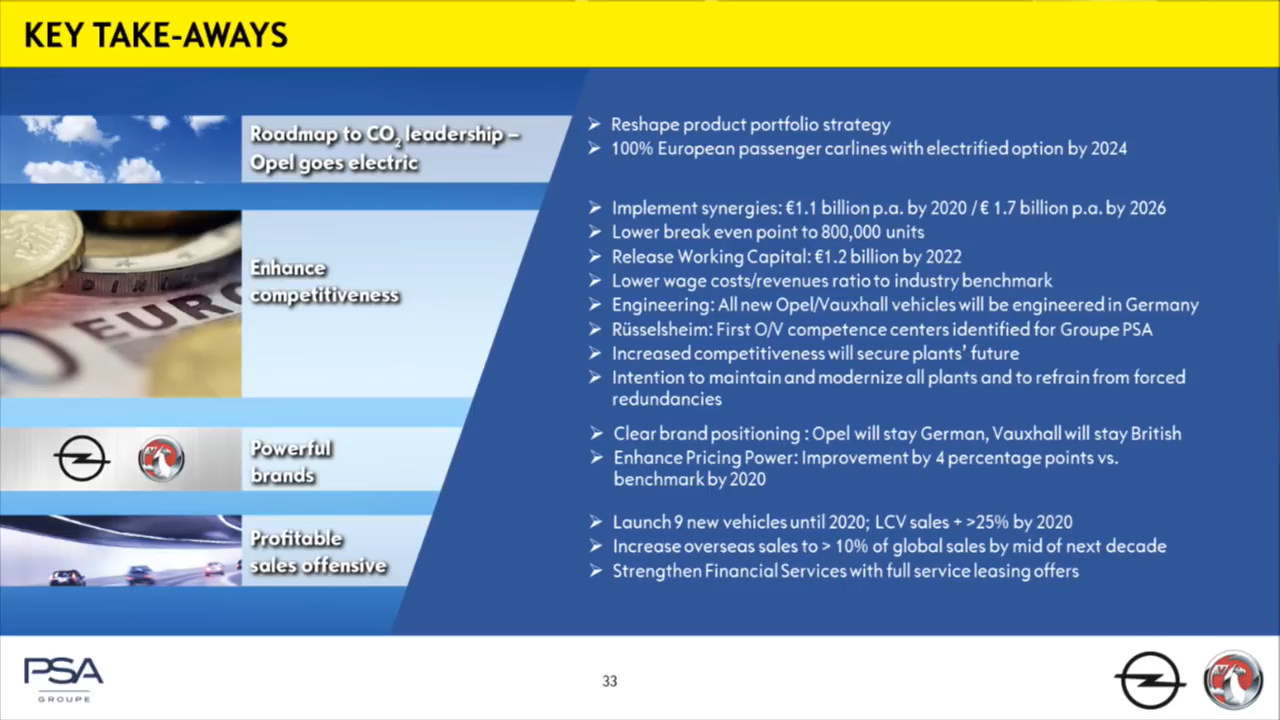 KEY TAKE-AWAYS
Roadmap to CO₂ leadership –
Opel goes electric
➢ Reshape product portfolio strategy
➢ 100% European passenger carlines with electrified option by 2024
EURO
Enhance
competitiveness
➢ Implement synergies: €1.1 billion p.a. by 2020 / € 1.7 billion p.a. by 2026
➢ Lower break even point to 800,000 units
➢ Release Working Capital: €1.2 billion by 2022
➢ Lower wage costs/revenues ratio to industry benchmark
➢ Engineering: All new Opel/Vauxhall vehicles will be engineered in Germany
➢ Rüsselsheim: First O/V competence centers identified for Groupe PSA
➢ Increased competitiveness will secure plants’ future
➢ Intention to maintain and modernize all plants and to refrain from forced
redundancies
Powerful
brands
➢ Clear brand positioning : Opel will stay German, Vauxhall will stay British
➢ Enhance Pricing Power: Improvement by 4 percentage points vs.
benchmark by 2020
Profitable
sales offensive
➢ Launch 9 new vehicles until 2020; LCV sales + >25% by 2020
➢ Increase overseas sales to > 10% of global sales by mid of next decade
➢ Strengthen Financial Services with full service leasing offers
PSA
GROUPE
33